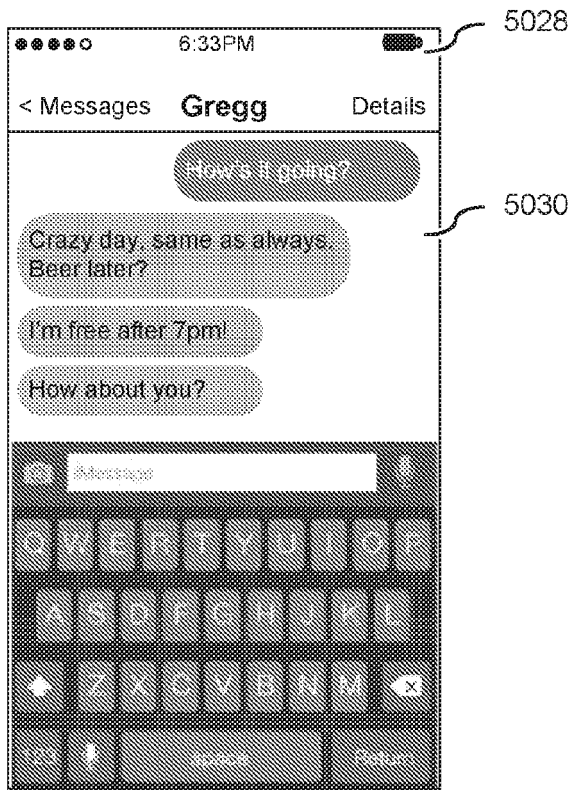 5028
6:33PM
< Messages Gregg Details
How's it going?
5030
Crazy day, same as always.
Beer later?
I'm free after 7pm!
How about you?
iMessage
Q W E R T Y U I O P
A S D F G H J K L
Z X C V B N M
123 space Return